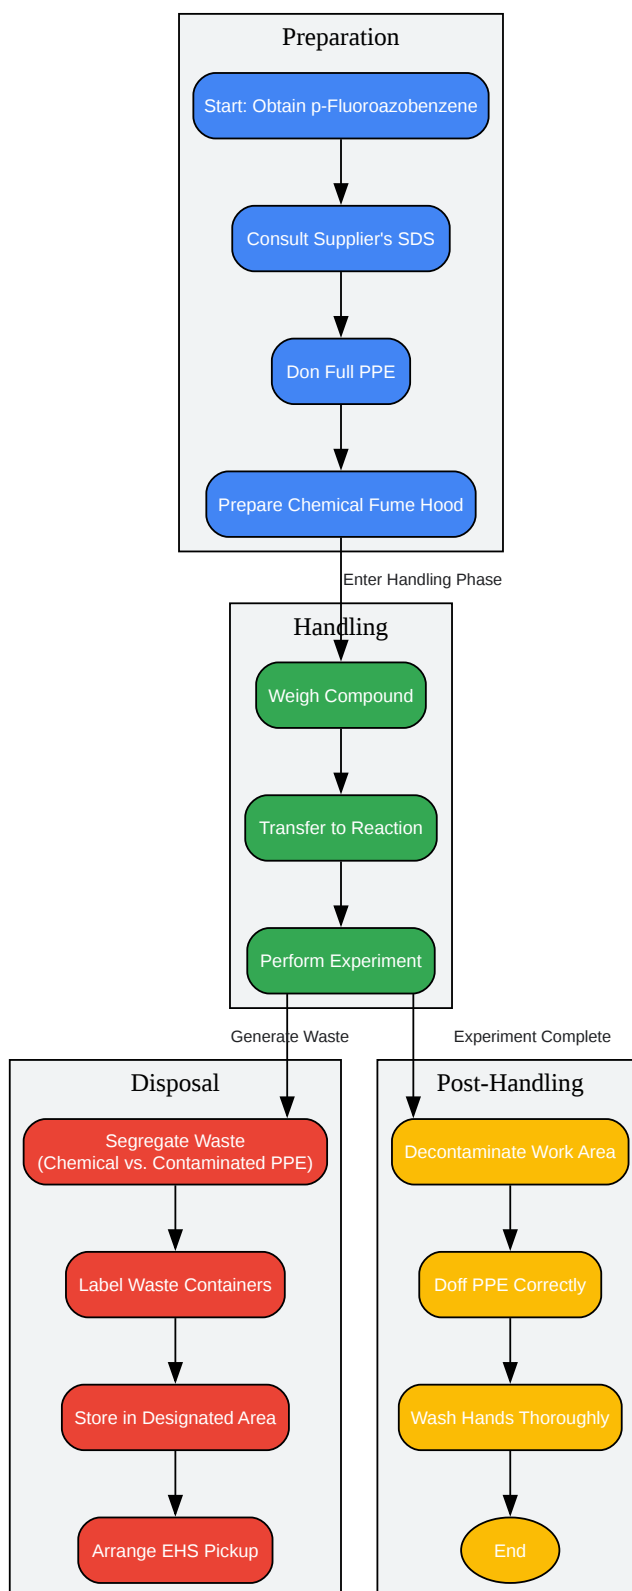 Preparation
Start: Obtain p-Fluoroazobenzene
Consult Supplier's SDS
Don Full PPE
Prepare Chemical Fume Hood
Enter Handling Phase
Handling
Weigh Compound
Transfer to Reaction
Perform Experiment
Generate Waste
Experiment Complete
Disposal
Segregate Waste
(Chemical vs. Contaminated PPE)
Label Waste Containers
Store in Designated Area
Arrange EHS Pickup
Post-Handling
Decontaminate Work Area
Doff PPE Correctly
Wash Hands Thoroughly
End